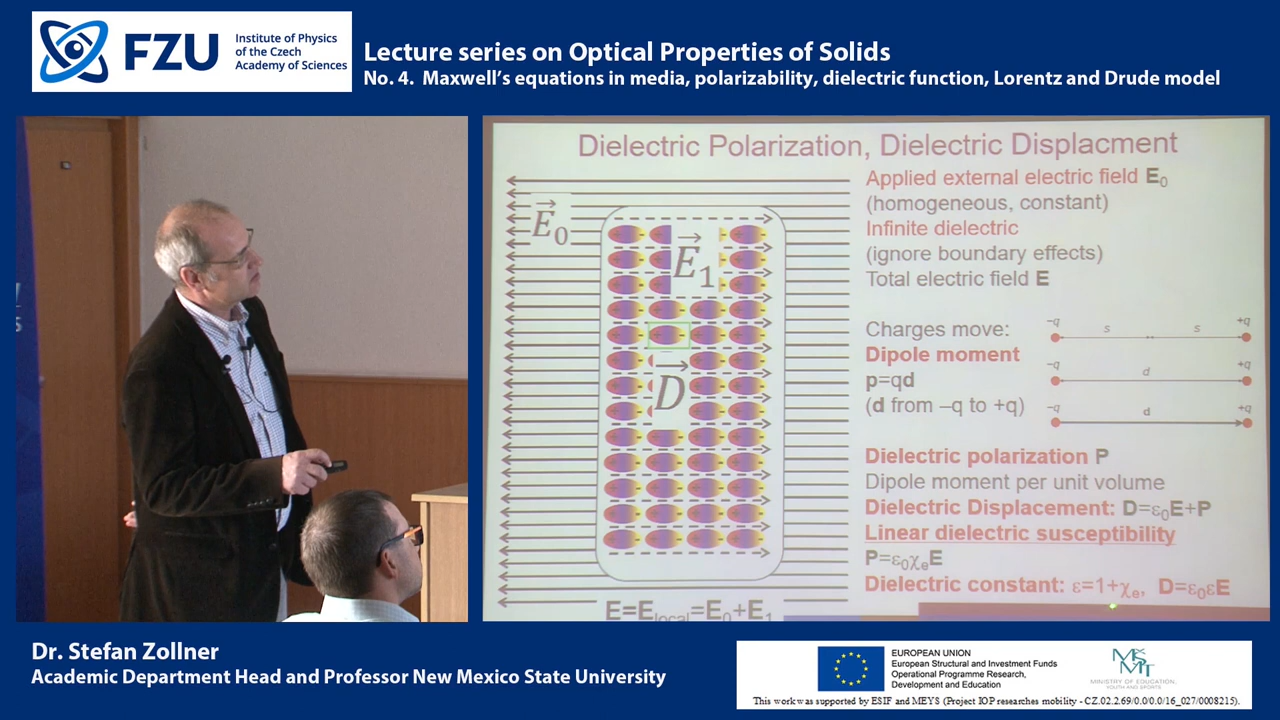 FZU
Institute of Physics
of the Czech
Academy of Sciences
Lecture series on Optical Properties of Solids
No. 4. Maxwell's equations in media, polarizability, dielectric function, Lorentz and Drude model
Dielectric Polarization, Dielectric Displacment
E₀
E₁
D
E=E_local=E₀+E₁
Applied external electric field E₀
(homogeneous, constant)
Infinite dielectric
(ignore boundary effects)
Total electric field E
Charges move:
Dipole moment
p=qd
(d from –q to +q)
-q s s +q
-q d +q
-q d +q
Dielectric polarization P
Dipole moment per unit volume
Dielectric Displacement: D=ε₀E+P
Linear dielectric susceptibility
P=ε₀χₑE
Dielectric constant: ε=1+χₑ, D=ε₀εE
Dr. Stefan Zollner
Academic Department Head and Professor New Mexico State University
EUROPEAN UNION
European Structural and Investment Funds
Operational Programme Research,
Development and Education
MINISTRY OF EDUCATION,
YOUTH AND SPORTS
This work was supported by ESIF and MEYS (Project IOP researches mobility - CZ.02.2.69/0.0/0.0/16_027/0008215).